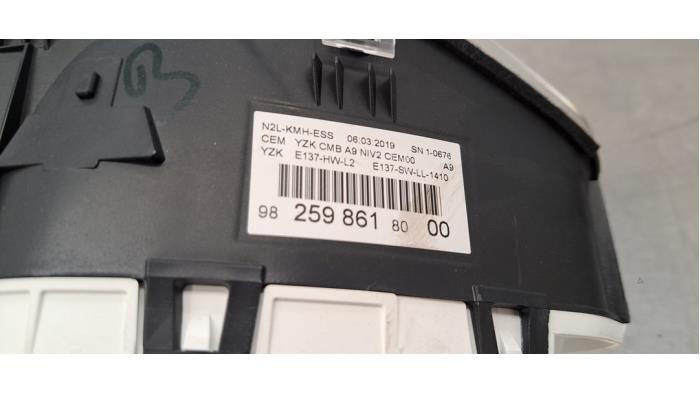 N2L-KMH-ESS 06:03:2019 SN 1-0676
CEM YZK CMB A9 NIV2 CEM00 A9
YZK E137-HW-L2 E137-SW-LL-1410
98 259 861 80 00